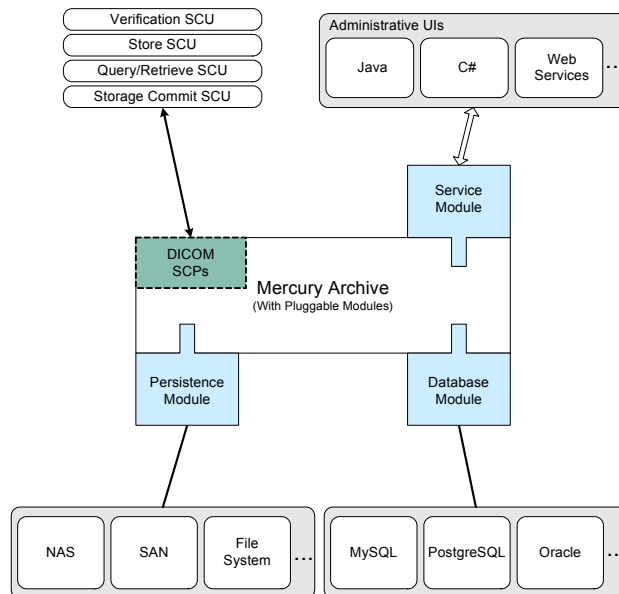 Verification SCU
Store SCU
Query/Retrieve SCU
Storage Commit SCU
Administrative UIs
Java
C#
Web
Services
...
Service
Module
DICOM
SCPs
Mercury Archive
(With Pluggable Modules)
Persistence
Module
Database
Module
NAS
SAN
File
System
...
MySQL
PostgreSQL
Oracle
...